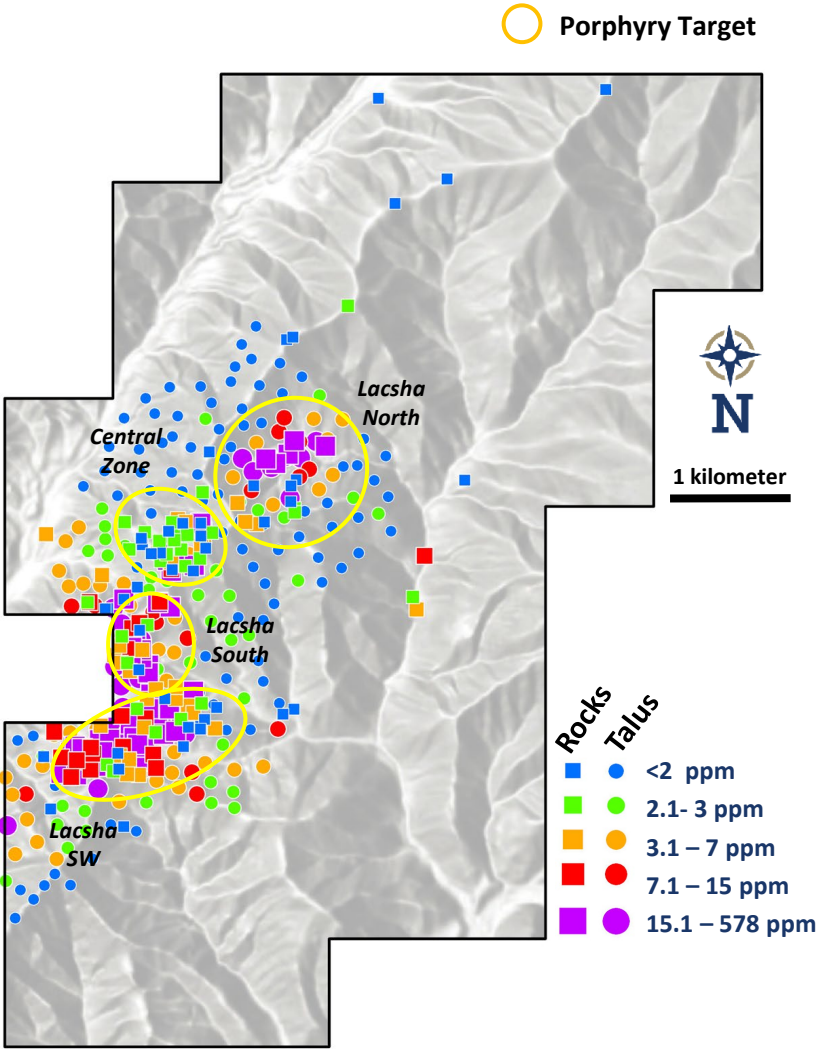 Porphyry Target
Lacsha
North
Central
Zone
N
1 kilometer
Lacsha
South
Rocks
Talus
<2 ppm
2.1- 3 ppm
3.1 – 7 ppm
7.1 – 15 ppm
15.1 – 578 ppm
Lacsha
SW